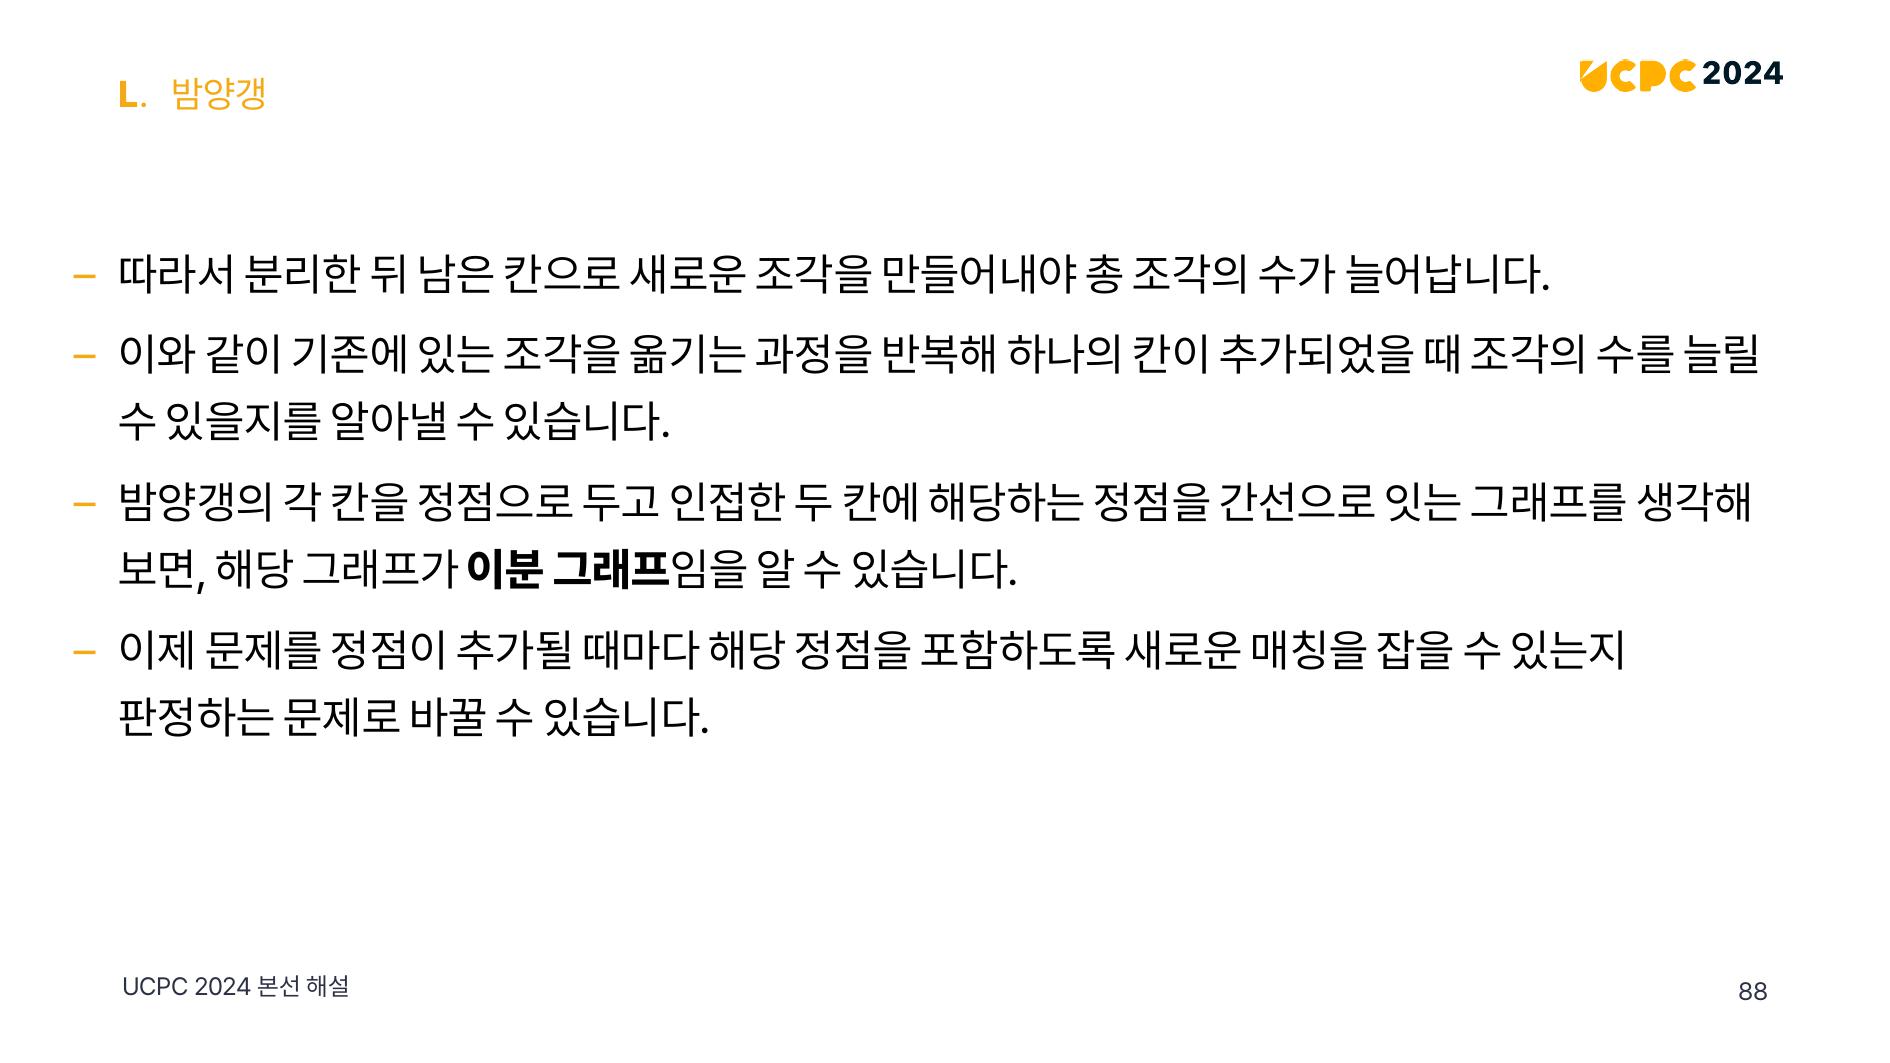 L. 밤양갱
UCPC 2024
– 따라서 분리한 뒤 남은 칸으로 새로운 조각을 만들어내야 총 조각의 수가 늘어납니다.
– 이와 같이 기존에 있는 조각을 옮기는 과정을 반복해 하나의 칸이 추가되었을 때 조각의 수를 늘릴
수 있을지를 알아낼 수 있습니다.
– 밤양갱의 각 칸을 정점으로 두고 인접한 두 칸에 해당하는 정점을 간선으로 잇는 그래프를 생각해
보면, 해당 그래프가 이분 그래프임을 알 수 있습니다.
– 이제 문제를 정점이 추가될 때마다 해당 정점을 포함하도록 새로운 매칭을 잡을 수 있는지
판정하는 문제로 바꿀 수 있습니다.
UCPC 2024 본선 해설
88